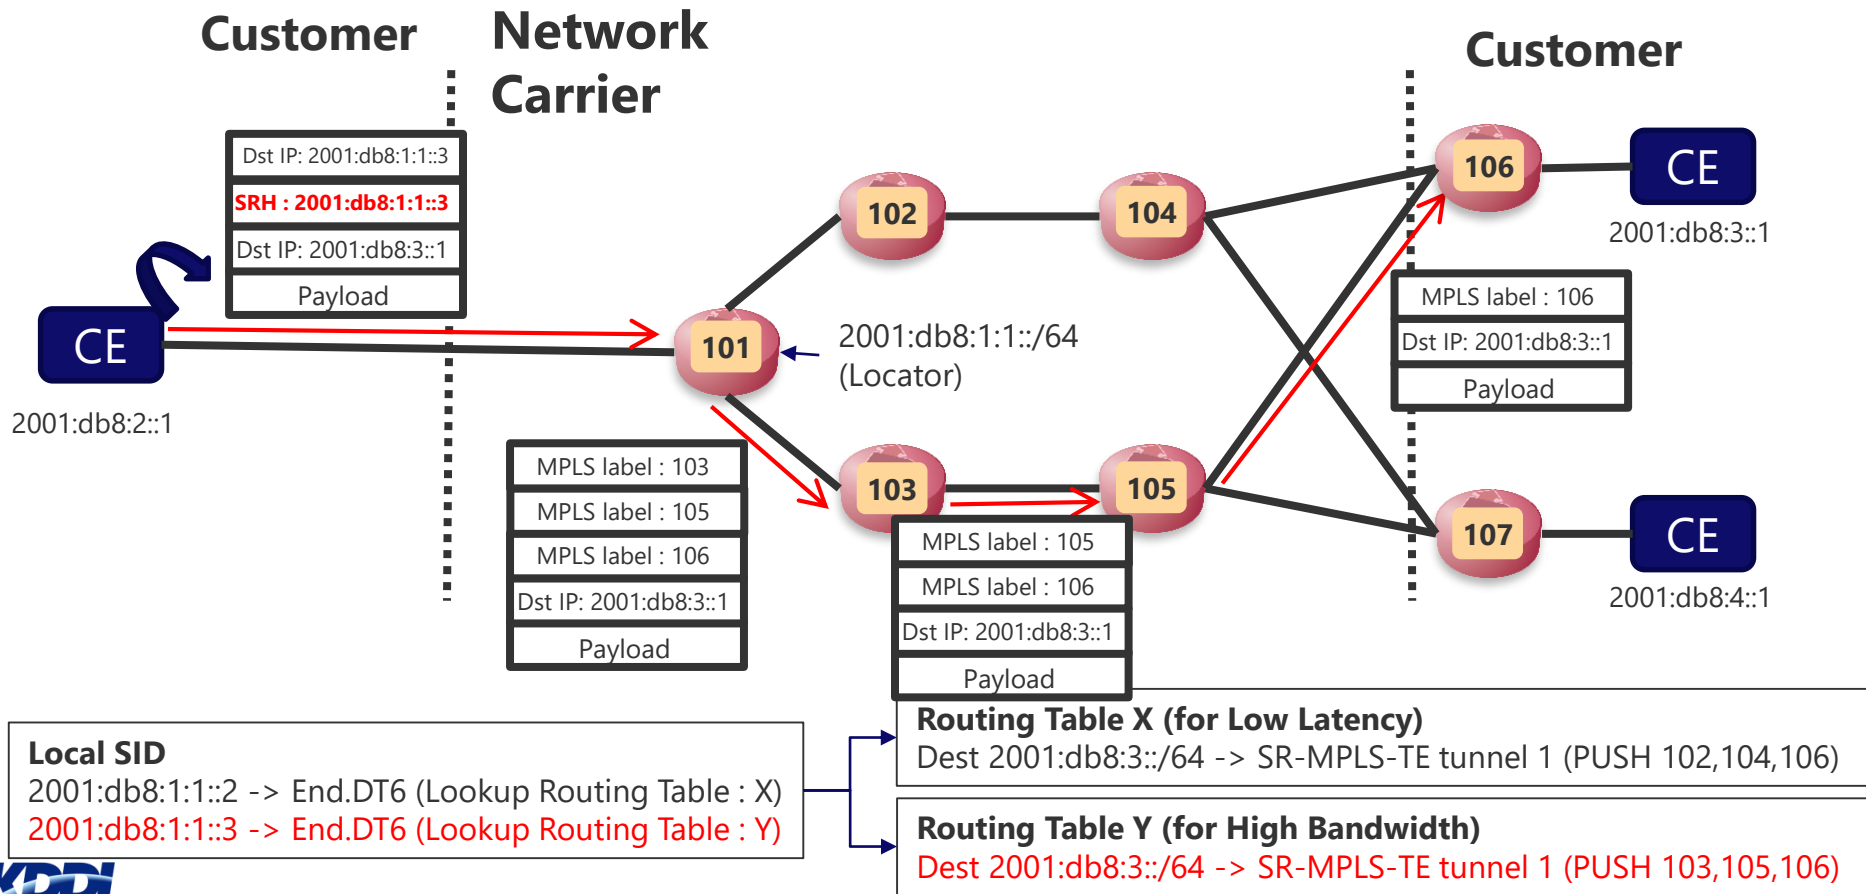 Customer
Network
Carrier
Customer
Dst IP: 2001:db8:1:1::3
SRH : 2001:db8:1:1::3
Dst IP: 2001:db8:3::1
Payload
CE
2001:db8:2::1
101
102
103
104
105
106
107
2001:db8:1:1::/64
(Locator)
CE
2001:db8:3::1
MPLS label : 106
Dst IP: 2001:db8:3::1
Payload
CE
2001:db8:4::1
MPLS label : 103
MPLS label : 105
MPLS label : 106
Dst IP: 2001:db8:3::1
Payload
MPLS label : 105
MPLS label : 106
Dst IP: 2001:db8:3::1
Payload
Local SID
2001:db8:1:1::2 -> End.DT6 (Lookup Routing Table : X)
2001:db8:1:1::3 -> End.DT6 (Lookup Routing Table : Y)
Routing Table X (for Low Latency)
Dest 2001:db8:3::/64 -> SR-MPLS-TE tunnel 1 (PUSH 102,104,106)
Routing Table Y (for High Bandwidth)
Dest 2001:db8:3::/64 -> SR-MPLS-TE tunnel 1 (PUSH 103,105,106)
KDDI